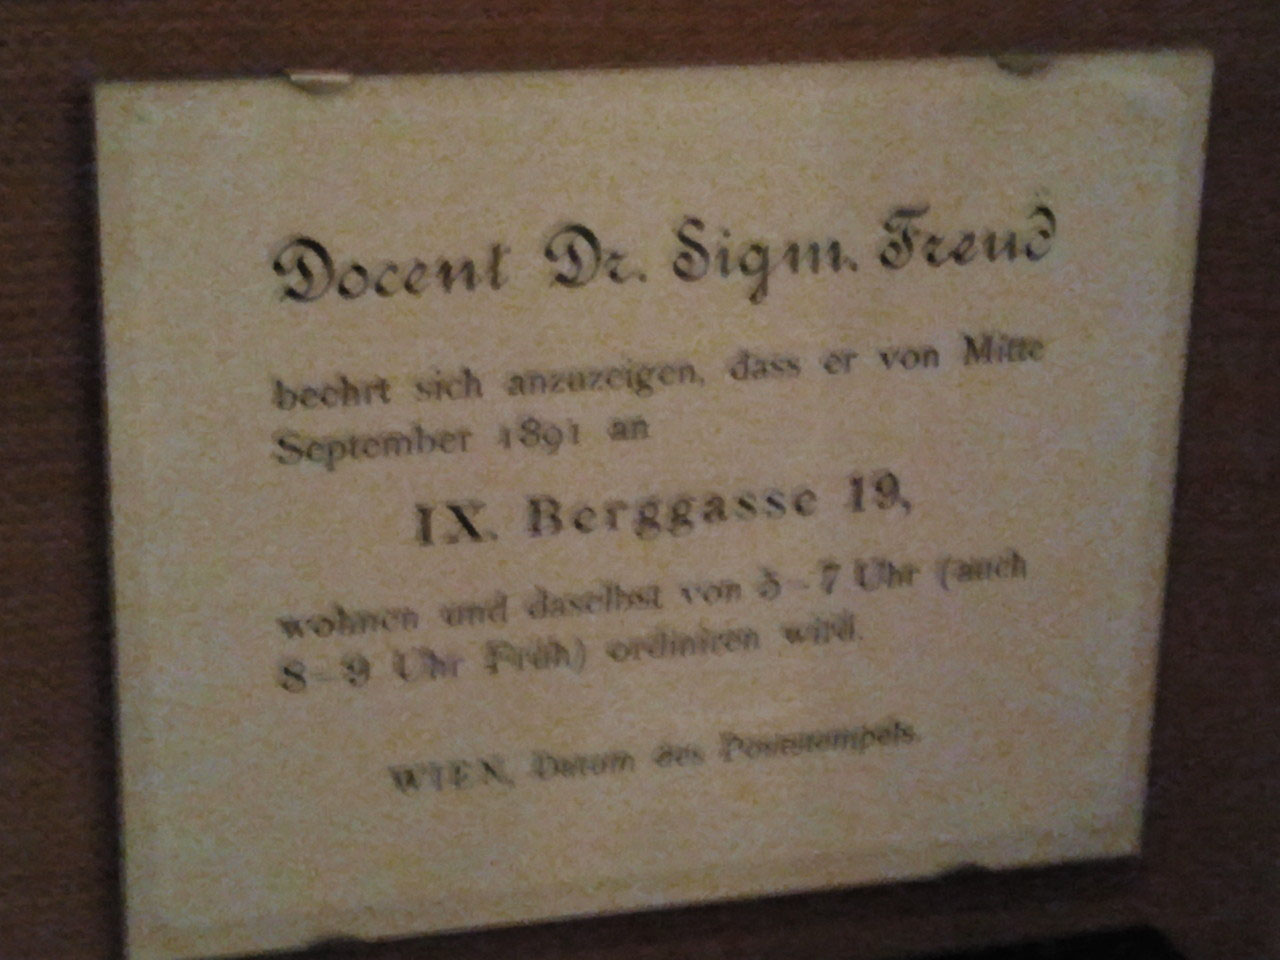 Docent Dr. Sigm. Freud
beehrt sich anzuzeigen, dass er von Mitte
September 1891 an
IX. Berggasse 19,
wohnen und daselbst von 5–7 Uhr (auch
8–9 Uhr Früh) ordiniren wird.
WIEN, Datum des Poststempels.